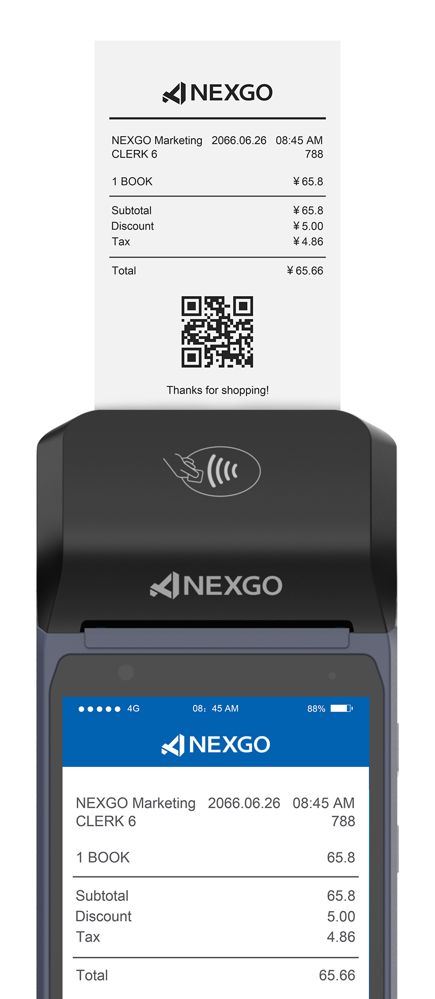 NEXGO
NEXGO Marketing 2066.06.26 08:45 AM
CLERK 6 788
1 BOOK ¥65.8
Subtotal ¥65.8
Discount ¥5.00
Tax ¥4.86
Total ¥65.66
Thanks for shopping!
NEXGO
4G 08: 45 AM 88%
NEXGO
NEXGO Marketing 2066.06.26 08:45 AM
CLERK 6 788
1 BOOK 65.8
Subtotal 65.8
Discount 5.00
Tax 4.86
Total 65.66